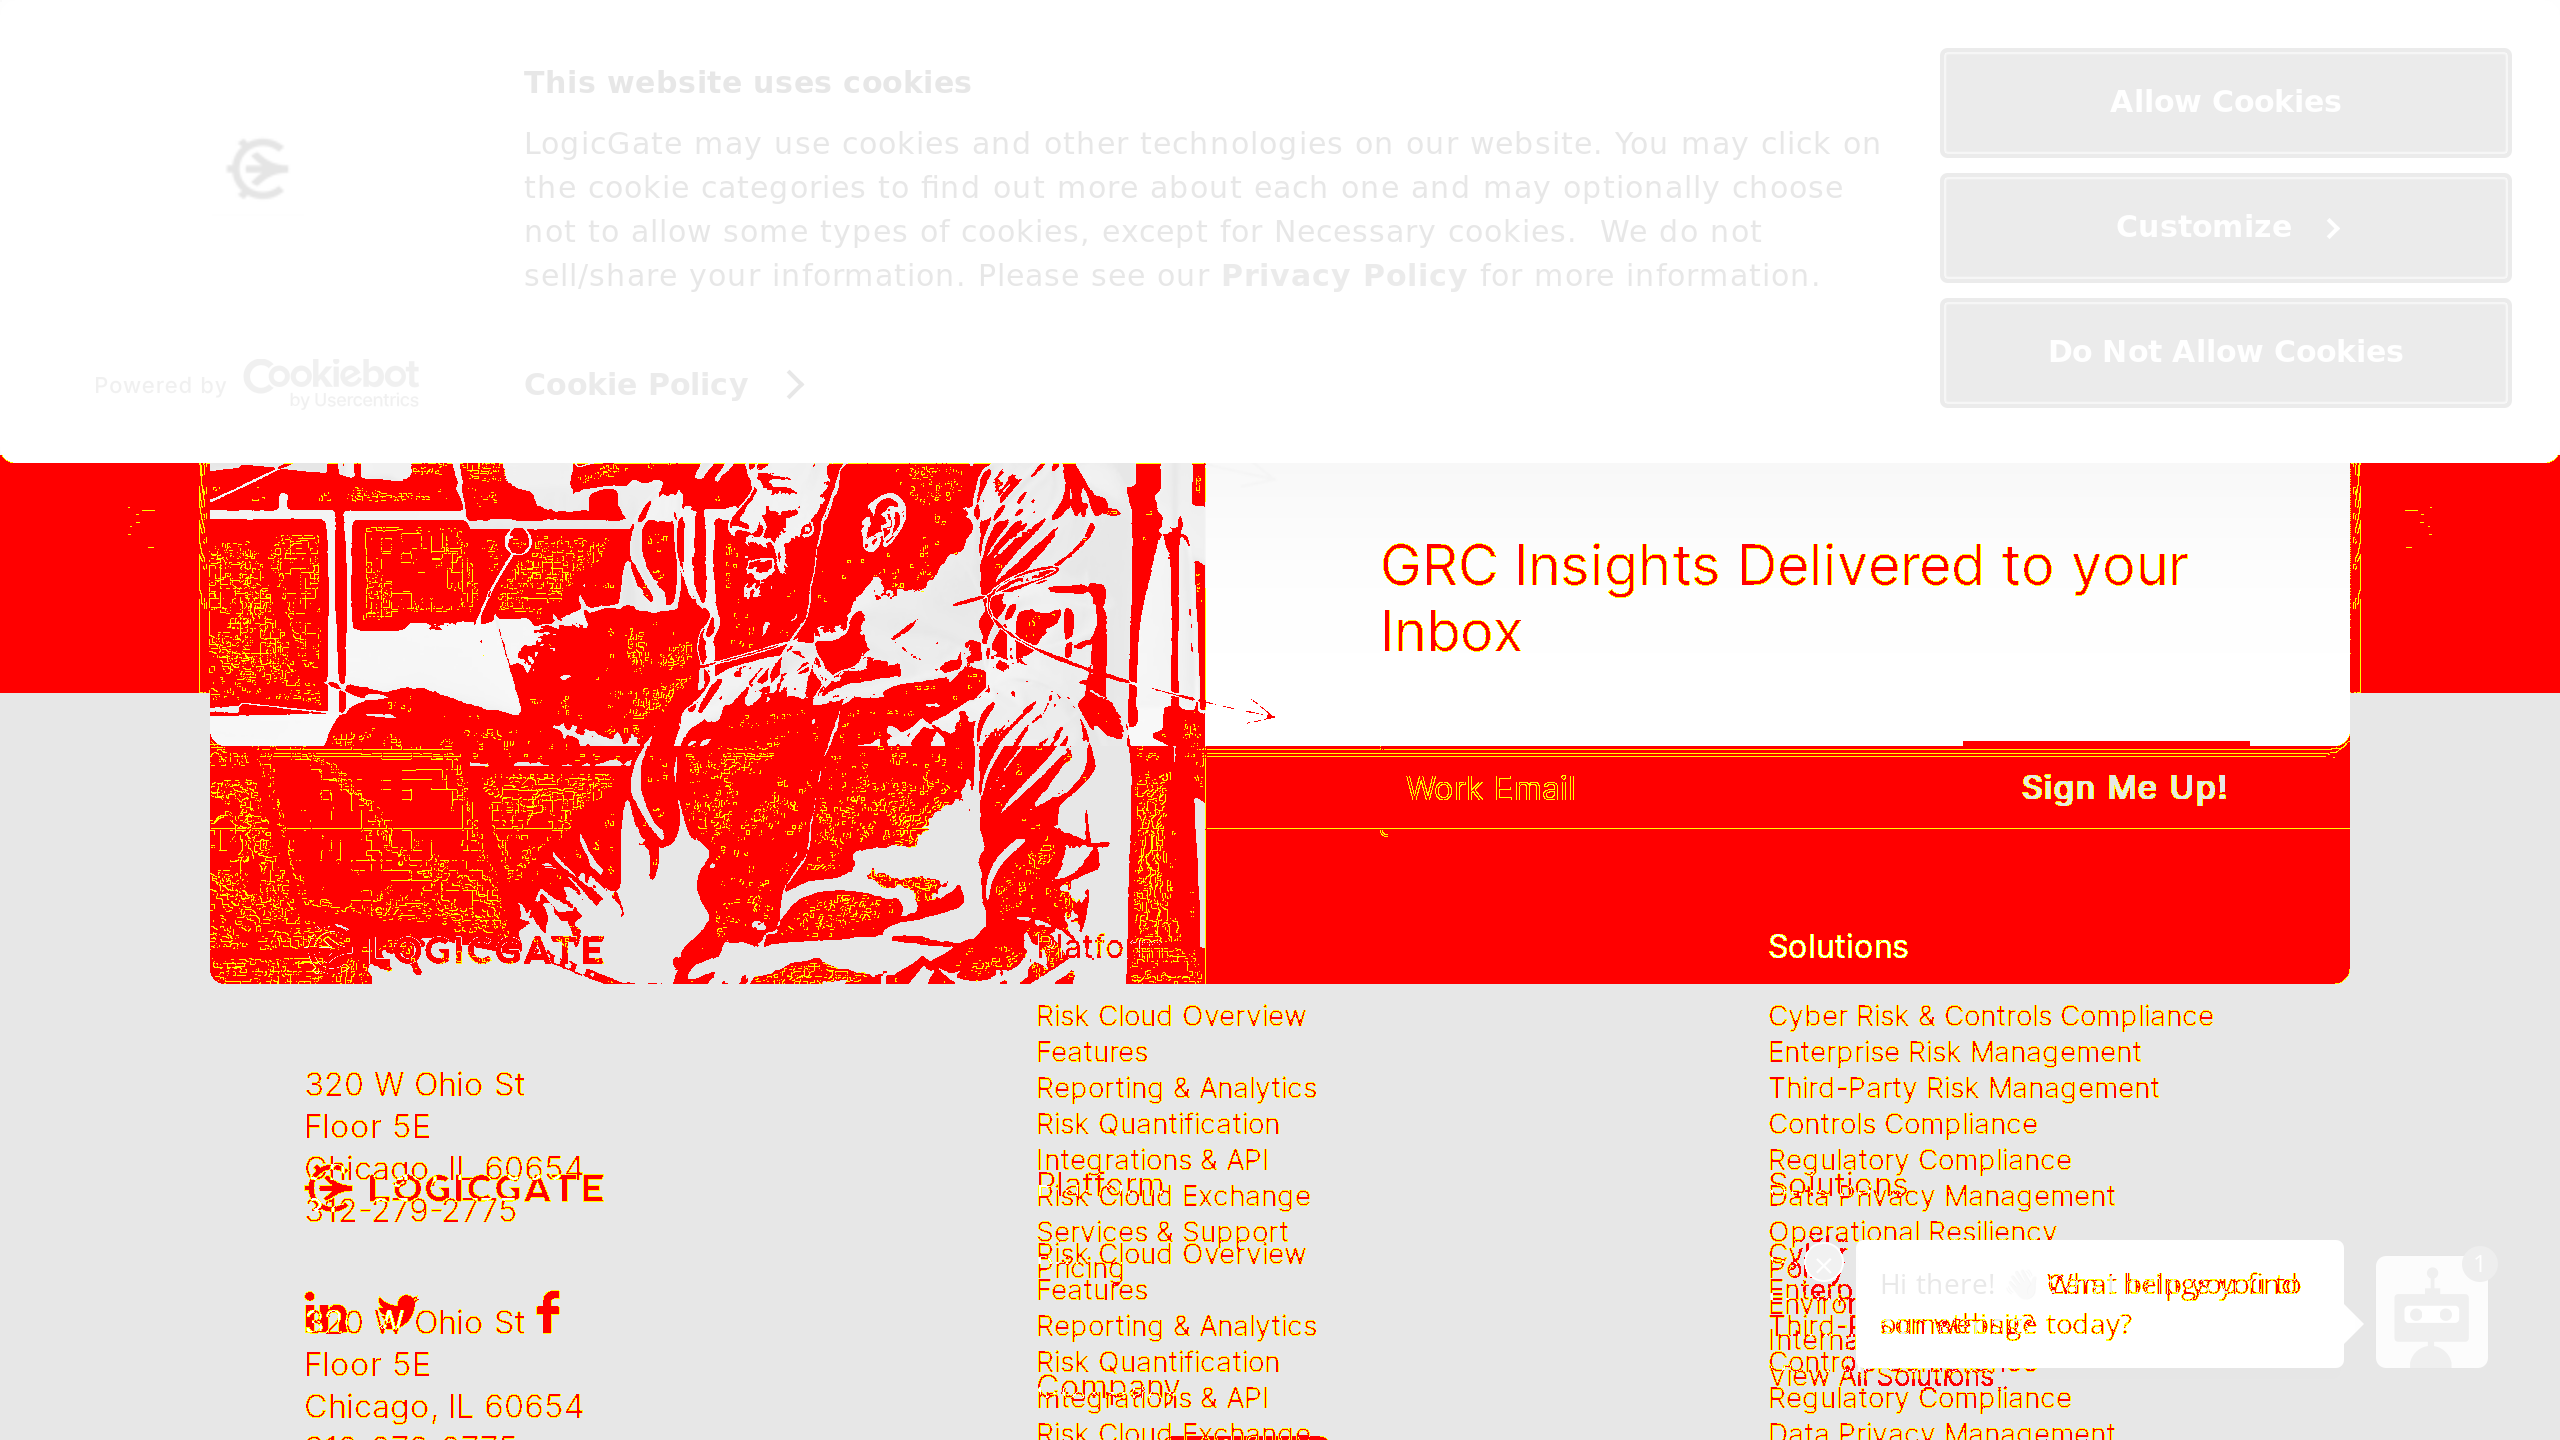 This website uses cookies
LogicGate may use cookies and other technologies on our website. You may click on
the cookie categories to find out more about each one and may optionally choose
not to allow some types of cookies, except for Necessary cookies.  We do not
sell/share your information. Please see our Privacy Policy for more information.
Powered by Cookiebot
by Usercentrics
Cookie Policy
Allow Cookies
Customize
Do Not Allow Cookies
GRC Insights Delivered to your
Inbox
Work Email
Sign Me Up!
LOGICGATE
320 W Ohio St
Floor 5E
Chicago, IL 60654
312-279-2775
LOGICGATE
320 W Ohio St
Floor 5E
Chicago, IL 60654
Platform
Risk Cloud Overview
Features
Reporting & Analytics
Risk Quantification
Integrations & API
Platform
Risk Cloud Exchange
Services & Support
Risk Cloud Overview
Pricing
Features
Reporting & Analytics
Risk Quantification
Company
Integrations & API
Risk Cloud Exchange
Solutions
Cyber Risk & Controls Compliance
Enterprise Risk Management
Third-Party Risk Management
Controls Compliance
Regulatory Compliance
Solutions
Data Privacy Management
Operational Resiliency
View All Solutions
Regulatory Compliance
Data Privacy Management
Hi there! 👋
today?
1